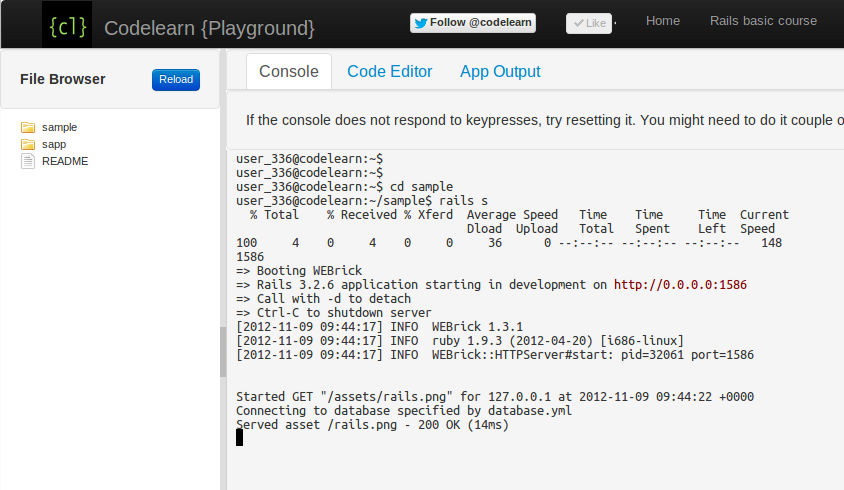 {cl} Codelearn {Playground} Follow @codelearn Like Home Rails basic course
File Browser Reload
sample
sapp
README
Console Code Editor App Output
If the console does not respond to keypresses, try resetting it. You might need to do it couple o
user_336@codelearn:~$
user_336@codelearn:~$
user_336@codelearn:~$ cd sample
user_336@codelearn:~/sample$ rails s
% Total % Received % Xferd Average Speed Time Time Time Current
Dload Upload Total Spent Left Speed
100 4 0 4 0 0 36 0 --:--:-- --:--:-- --:--:-- 148
1586
=> Booting WEBrick
=> Rails 3.2.6 application starting in development on http://0.0.0.0:1586
=> Call with -d to detach
=> Ctrl-C to shutdown server
[2012-11-09 09:44:17] INFO WEBrick 1.3.1
[2012-11-09 09:44:17] INFO ruby 1.9.3 (2012-04-20) [i686-linux]
[2012-11-09 09:44:17] INFO WEBrick::HTTPServer#start: pid=32061 port=1586
Started GET "/assets/rails.png" for 127.0.0.1 at 2012-11-09 09:44:22 +0000
Connecting to database specified by database.yml
Served asset /rails.png - 200 OK (14ms)